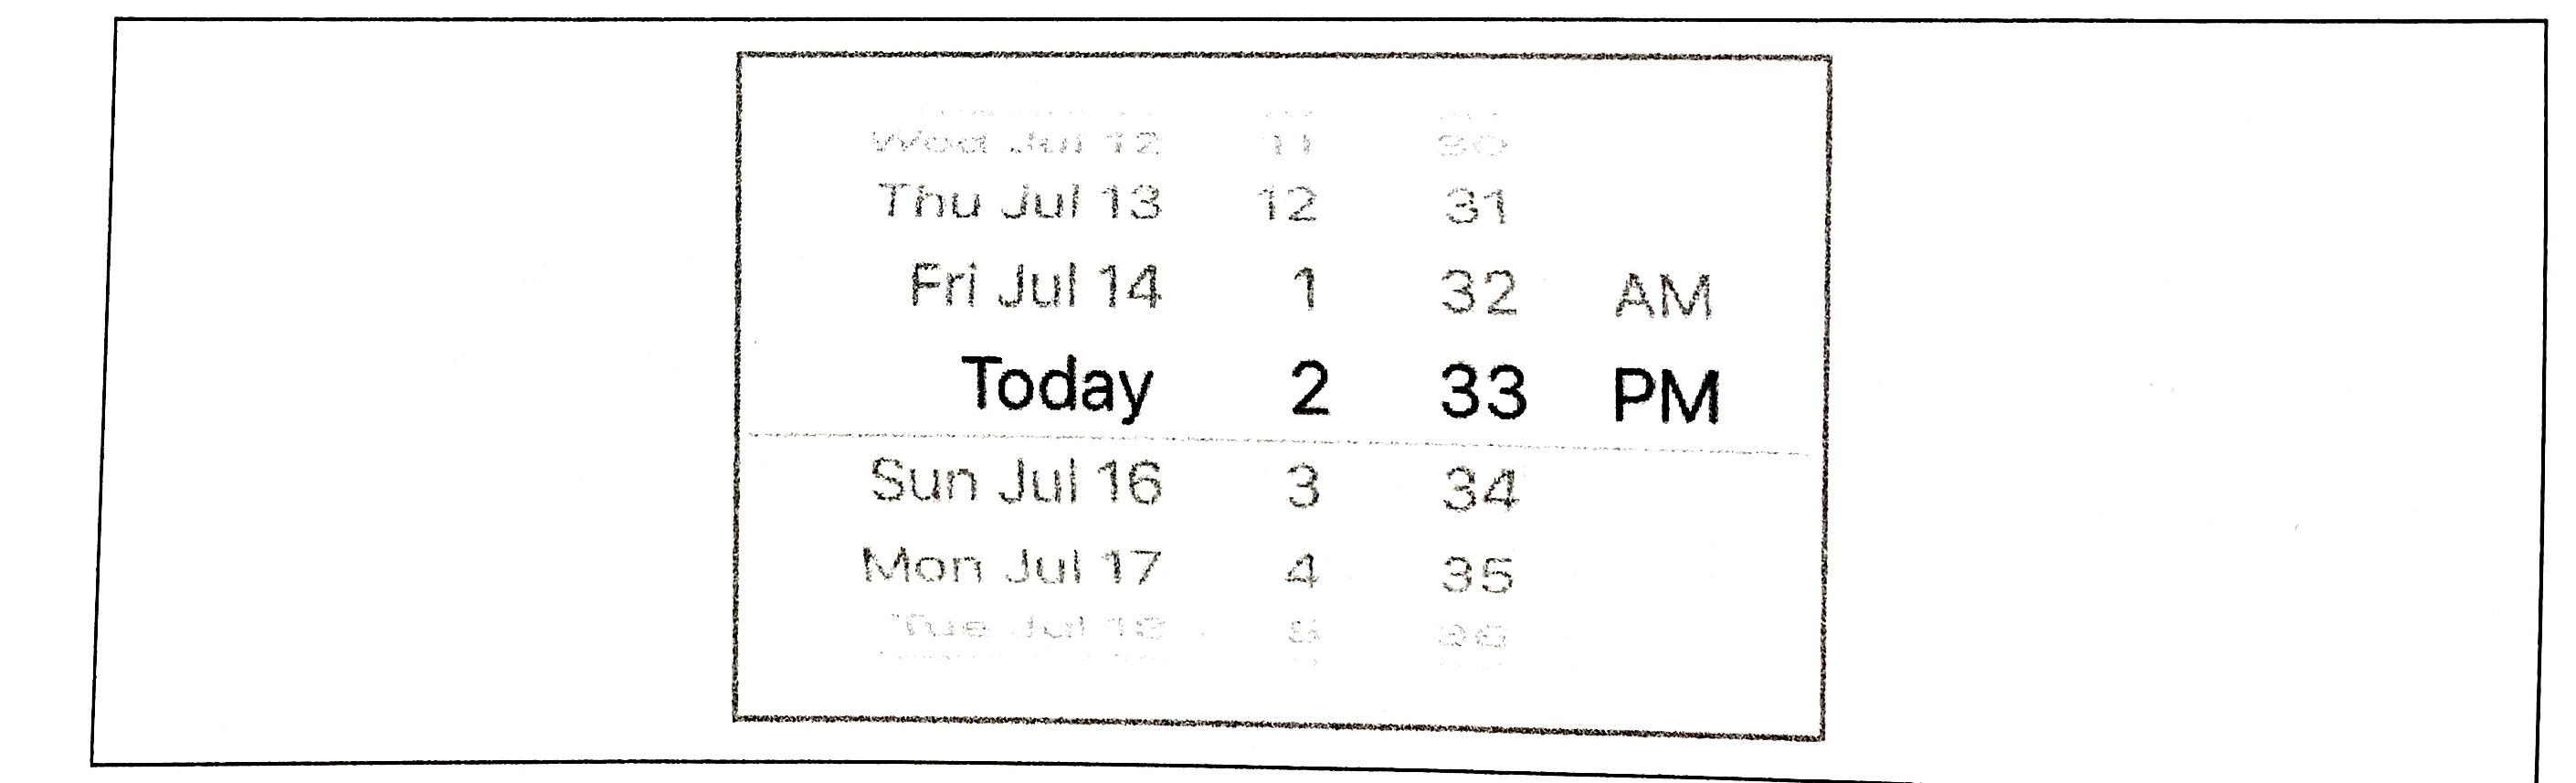 Wed Jul 12 11 30
Thu Jul 13 12 31
Fri Jul 14 1 32 AM
Today 2 33 PM
Sun Jul 16 3 34
Mon Jul 17 4 35
Tue Jul 18 5 36